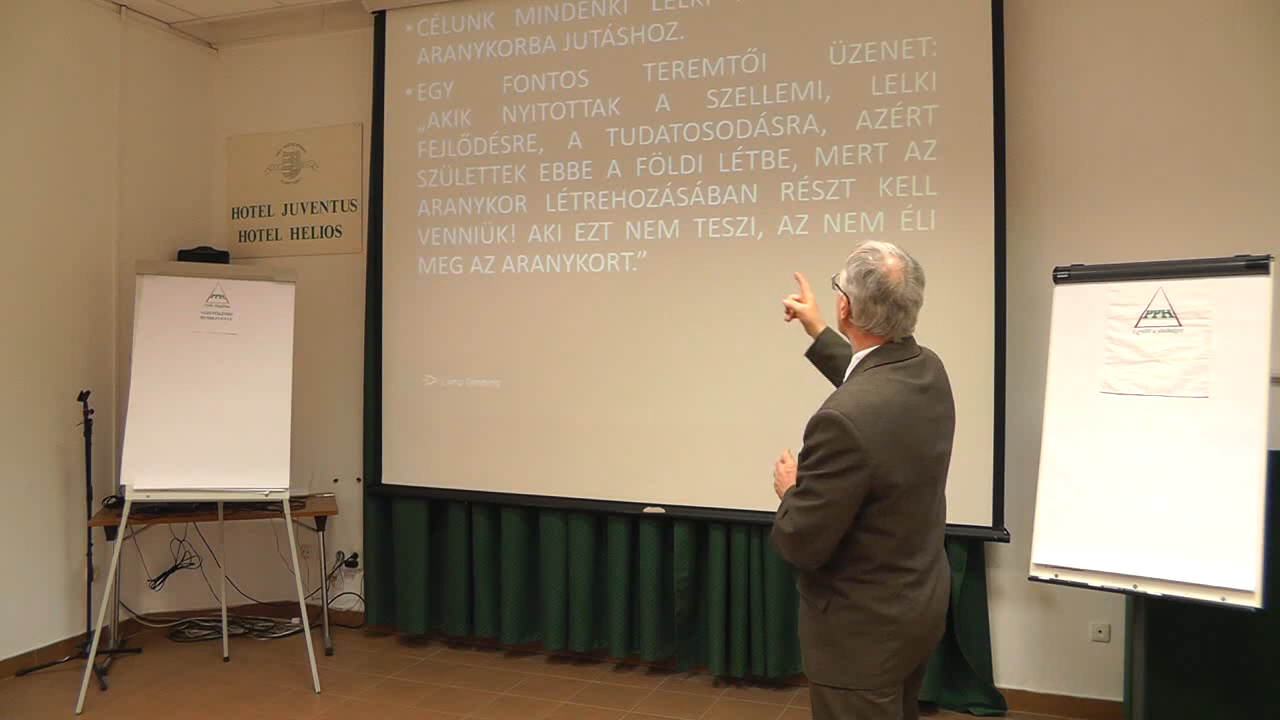 • CÉLUNK MINDENKI LELKI
ARANYKORBA JUTÁSHOZ.
• EGY FONTOS TEREMTŐI ÜZENET:
„AKIK NYITOTTAK A SZELLEMI, LELKI
FEJLŐDÉSRE, A TUDATOSODÁSRA, AZÉRT
SZÜLETTEK EBBE A FÖLDI LÉTBE, MERT AZ
ARANYKOR LÉTREHOZÁSÁBAN RÉSZT KELL
VENNIÜK! AKI EZT NEM TESZI, AZ NEM ÉLI
MEG AZ ARANYKORT.”
HOTEL JUVENTUS
HOTEL HELIOS
PPH
PPH